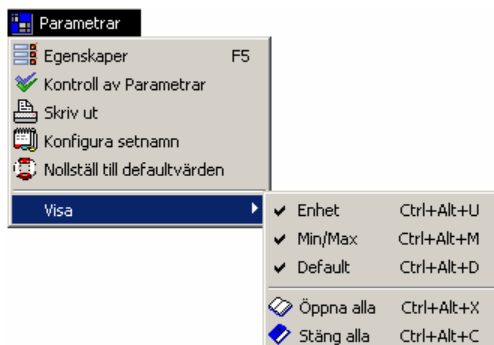 Parametrar
Egenskaper F5
Kontroll av Parametrar
Skriv ut
Konfigura setnamn
Nollställ till defaultvärden
Visa
Enhet Ctrl+Alt+U
Min/Max Ctrl+Alt+M
Default Ctrl+Alt+D
Öppna alla Ctrl+Alt+X
Stäng alla Ctrl+Alt+C